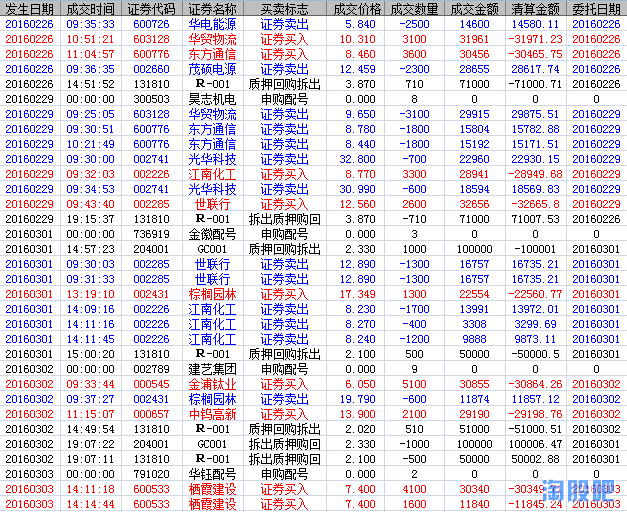 发生日期 成交时间 证券代码 证券名称 买卖标志 成交价格 成交数量 成交金额 清算金额 委托日期
20160226 09:35:33 600726 华电能源 证券卖出 5.840 -2500 14600 14580.11 20160226
20160226 10:51:21 603128 华贸物流 证券买入 10.310 3100 31961 -31971.23 20160226
20160226 11:04:57 600776 东方通信 证券买入 8.460 3600 30456 -30465.75 20160226
20160226 09:36:35 002660 茂硕电源 证券卖出 12.459 -2300 28655 28617.74 20160226
20160226 14:51:52 131810 R-001 质押回购拆出 3.870 710 71000 -71000.71 20160226
20160229 00:00:00 300503 昊志机电 申购配号 0.000 8 0 0 0
20160229 09:25:05 603128 华贸物流 证券卖出 9.650 -3100 29915 29875.51 20160229
20160229 09:30:51 600776 东方通信 证券卖出 8.780 -1800 15804 15782.88 20160229
20160229 10:21:49 600776 东方通信 证券卖出 8.440 -1800 15192 15171.51 20160229
20160229 09:30:00 002741 光华科技 证券卖出 32.800 -700 22960 22930.15 20160229
20160229 09:32:03 002226 江南化工 证券买入 8.770 3300 28941 -28949.68 20160229
20160229 09:34:53 002741 光华科技 证券卖出 30.990 -600 18594 18569.83 20160229
20160229 09:43:40 002285 世联行 证券买入 12.560 2600 32656 -32665.8 20160229
20160229 19:15:37 131810 R-001 拆出质押购回 3.870 -710 71000 71007.53 20160226
20160301 00:00:00 736919 金徽配号 申购配号 0.000 3 0 0 0
20160301 14:57:23 204001 GC001 质押回购拆出 2.330 1000 100000 -100001 20160301
20160301 09:30:03 002285 世联行 证券卖出 12.890 -1300 16757 16735.21 20160301
20160301 09:31:33 002285 世联行 证券卖出 12.890 -1300 16757 16735.21 20160301
20160301 13:19:10 002431 棕榈园林 证券买入 17.349 1300 22554 -22560.77 20160301
20160301 14:09:16 002226 江南化工 证券卖出 8.230 -1700 13991 13972.01 20160301
20160301 14:11:16 002226 江南化工 证券卖出 8.270 -400 3308 3299.69 20160301
20160301 14:11:45 002226 江南化工 证券卖出 8.240 -1200 9888 9873.11 20160301
20160301 15:00:20 131810 R-001 质押回购拆出 2.100 500 50000 -50000.5 20160301
20160302 00:00:00 002789 建艺集团 申购配号 0.000 9 0 0 0
20160302 09:33:44 000545 金浦钛业 证券买入 6.050 5100 30855 -30864.26 20160302
20160302 09:37:27 002431 棕榈园林 证券卖出 19.790 -600 11874 11857.12 20160302
20160302 11:15:07 000657 中钨高新 证券买入 13.900 2100 29190 -29198.76 20160302
20160302 14:49:54 131810 R-001 质押回购拆出 2.020 510 51000 -51000.51 20160302
20160302 19:07:22 204001 GC001 拆出质押购回 2.330 -1000 100000 100006.47 20160301
20160302 19:07:11 131810 R-001 拆出质押购回 2.100 -500 50000 50002.88 20160301
20160303 00:00:00 791020 华钰配号 申购配号 0.000 2 0 0 0
20160303 14:11:18 600533 栖霞建设 证券买入 7.400 4100 30340 20160303
20160303 14:14:44 600533 栖霞建设 证券买入 7.400 1600 11840 -11845.24 20160303
淘股吧